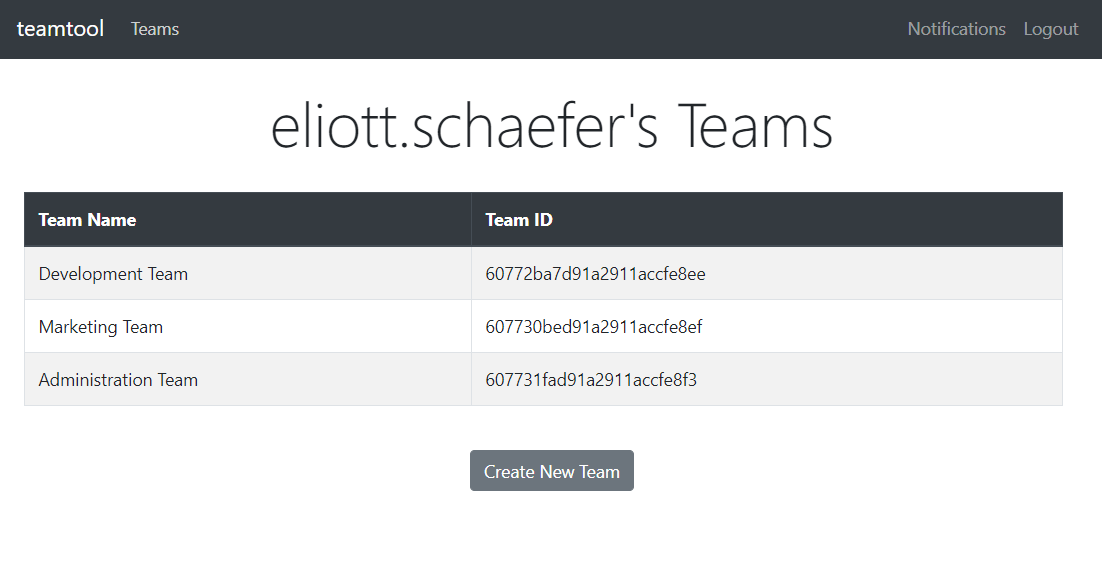 teamtool Teams Notifications Logout
eliott.schaefer's Teams
Team Name Team ID
Development Team 60772ba7d91a2911accfe8ee
Marketing Team 607730bed91a2911accfe8ef
Administration Team 607731fad91a2911accfe8f3
Create New Team